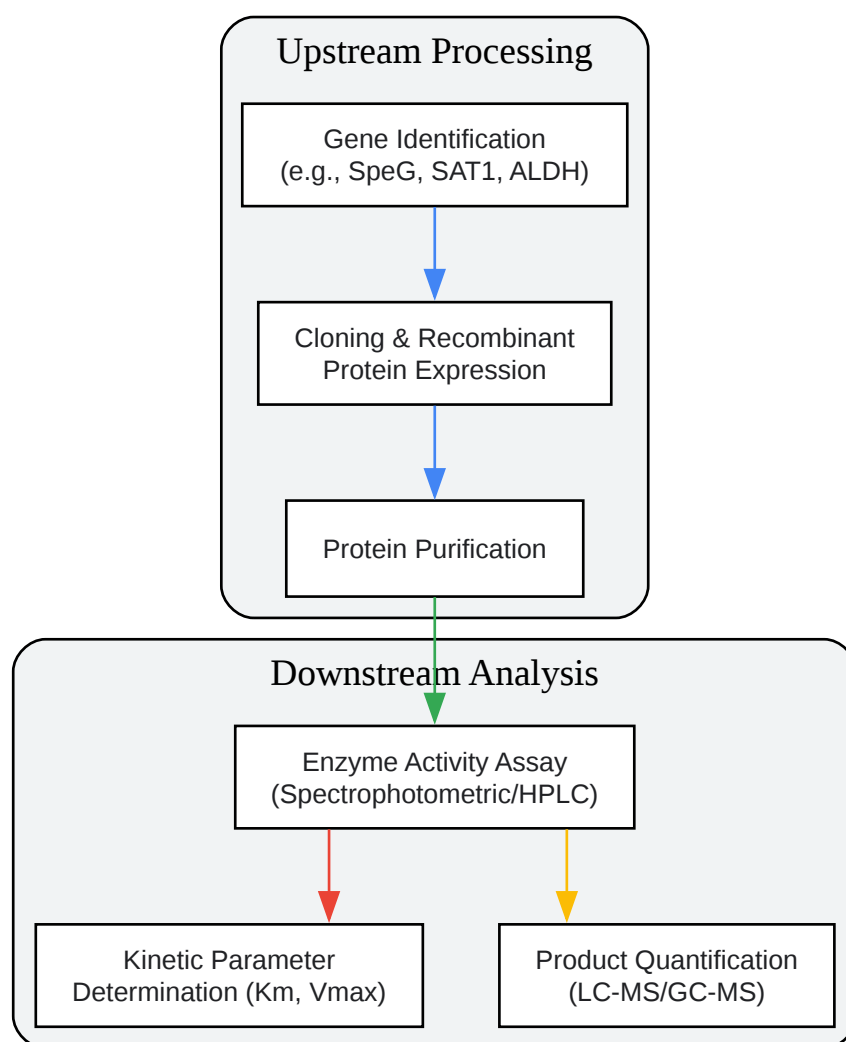 Upstream Processing
Gene Identification
(e.g., SpeG, SAT1, ALDH)
Cloning & Recombinant
Protein Expression
Protein Purification
Downstream Analysis
Enzyme Activity Assay
(Spectrophotometric/HPLC)
Kinetic Parameter
Determination (Km, Vmax)
Product Quantification
(LC-MS/GC-MS)